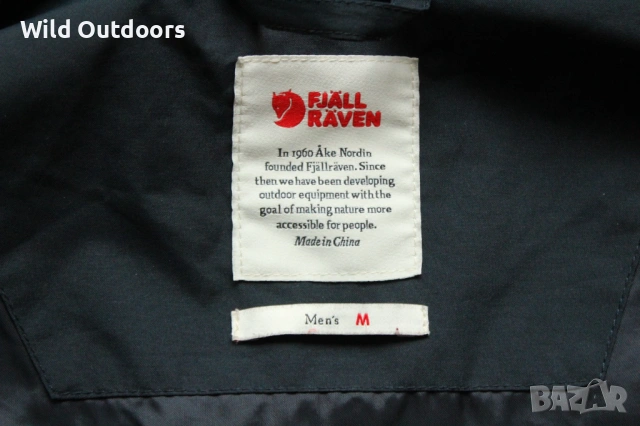 Wild Outdoors
FJÄLL
RÄVEN
In 1960 Åke Nordin
founded Fjällräven. Since
then we have been developing
outdoor equipment with the
goal of making nature more
accessible for people.
Made in China
Men's M
BAZAR